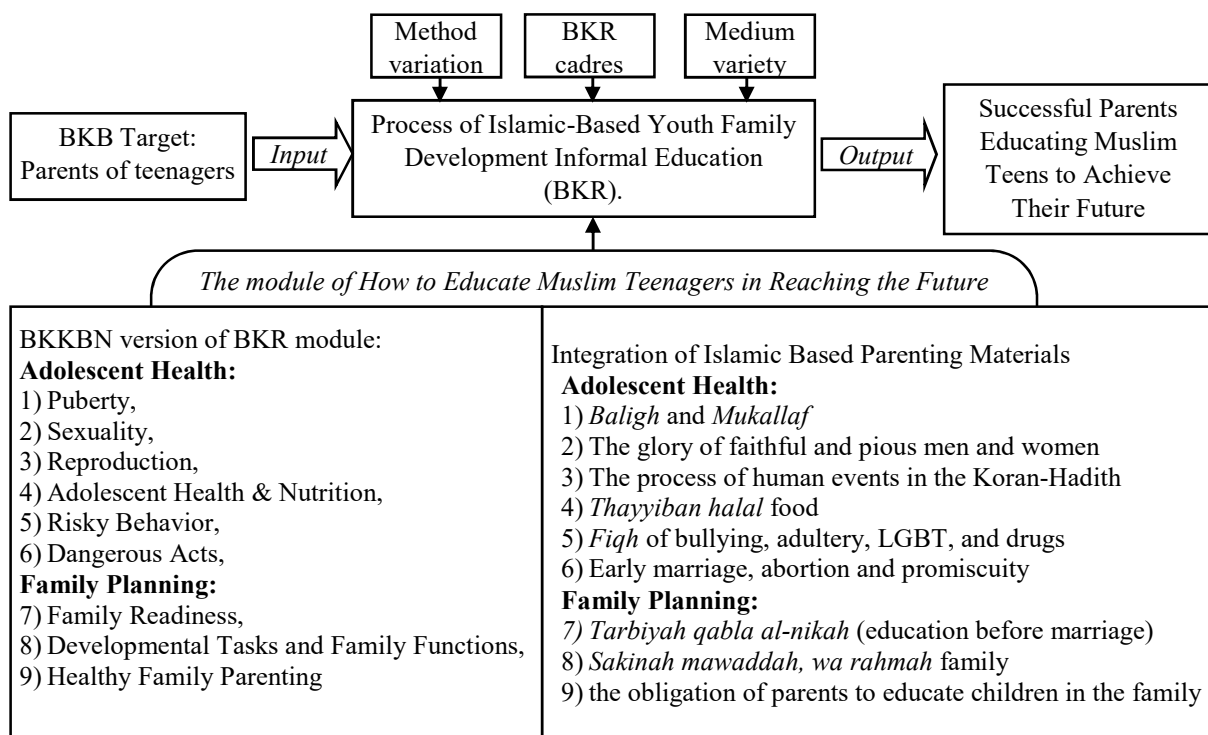 Method
variation
BKR
cadres
Medium
variety
BKB Target:
Parents of teenagers
Input
Process of Islamic-Based Youth Family
Development Informal Education
(BKR).
Output
Successful Parents
Educating Muslim
Teens to Achieve
Their Future
The module of How to Educate Muslim Teenagers in Reaching the Future
BKKBN version of BKR module:
Adolescent Health:
1) Puberty,
2) Sexuality,
3) Reproduction,
4) Adolescent Health & Nutrition,
5) Risky Behavior,
6) Dangerous Acts,
Family Planning:
7) Family Readiness,
8) Developmental Tasks and Family Functions,
9) Healthy Family Parenting
Integration of Islamic Based Parenting Materials
Adolescent Health:
1) Baligh and Mukallaf
2) The glory of faithful and pious men and women
3) The process of human events in the Koran-Hadith
4) Thayyiban halal food
5) Fiqh of bullying, adultery, LGBT, and drugs
6) Early marriage, abortion and promiscuity
Family Planning:
7) Tarbiyah qabla al-nikah (education before marriage)
8) Sakinah mawaddah, wa rahmah family
9) the obligation of parents to educate children in the family